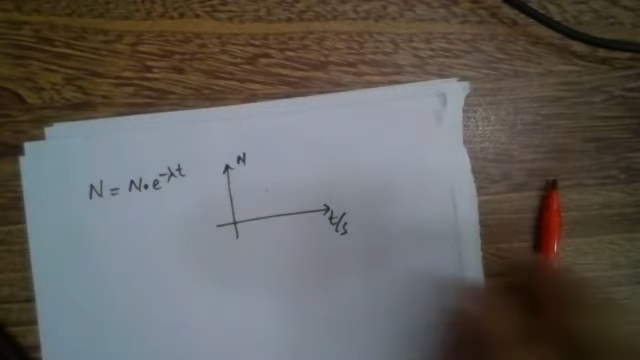 N = N₀e^-λt
N
t/s